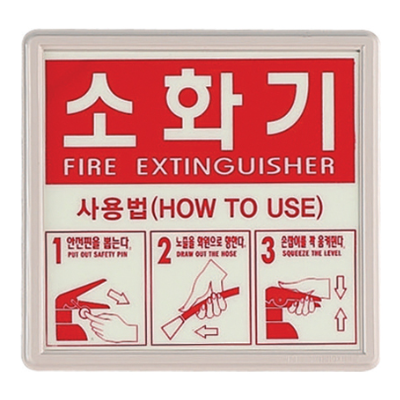 소화기
FIRE EXTINGUISHER
사용법(HOW TO USE)
1 안전핀을 뽑는다.
PUT OUT SAFETY PIN
2 노즐을 화원으로 향한다.
DRAW OUT THE HOSE
3 손잡이를 꽉 움켜쥔다.
SQUEEZE THE LEVEL